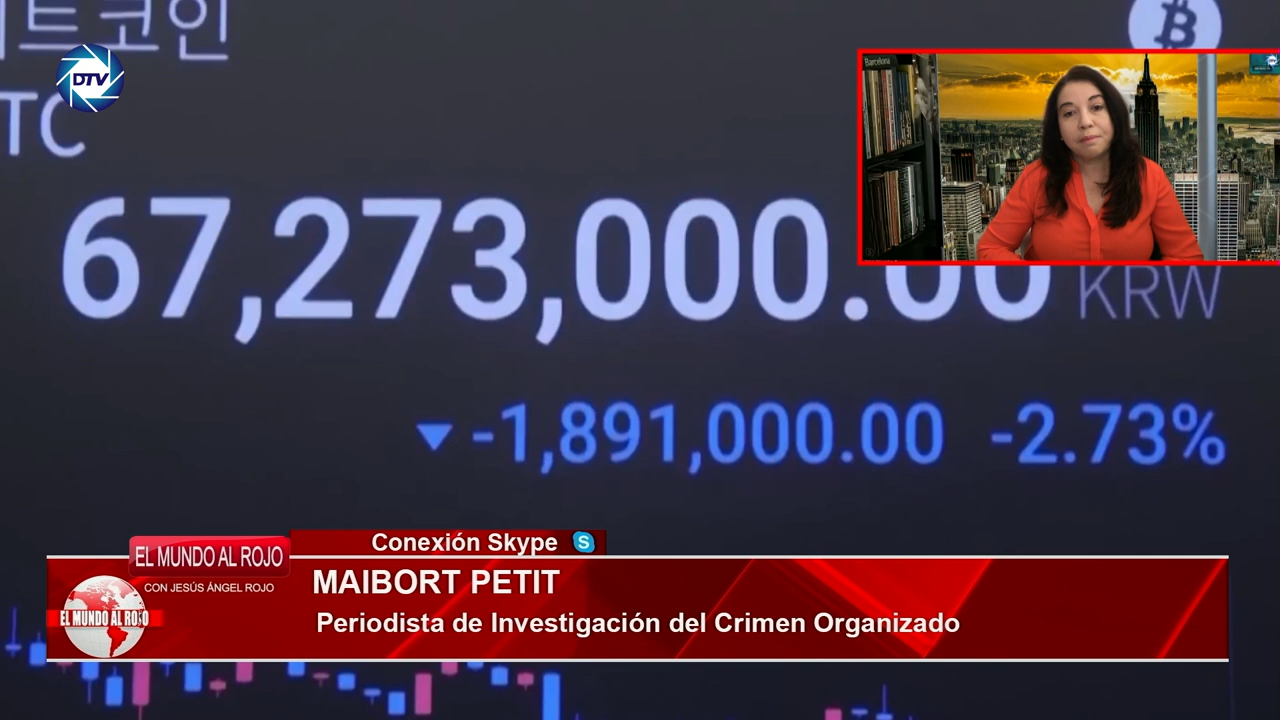 비트코인
DTV
Barcelona
BTC
67,273,000.00 KRW
-1,891,000.00 -2.73%
Conexión Skype
EL MUNDO AL ROJO
MAIBORT PETIT
CON JESÚS ÁNGEL ROJO
EL MUNDO AL ROJO
Periodista de Investigación del Crimen Organizado